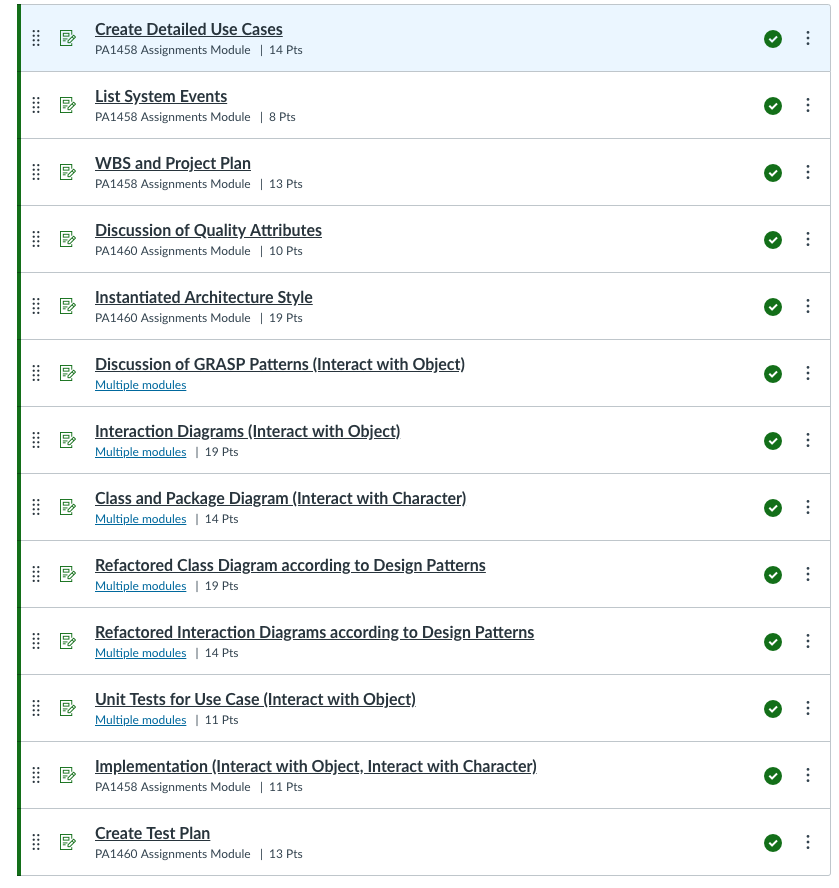 Create Detailed Use Cases
PA1458 Assignments Module | 14 Pts
List System Events
PA1458 Assignments Module | 8 Pts
WBS and Project Plan
PA1458 Assignments Module | 13 Pts
Discussion of Quality Attributes
PA1460 Assignments Module | 10 Pts
Instantiated Architecture Style
PA1460 Assignments Module | 19 Pts
Discussion of GRASP Patterns (Interact with Object)
Multiple modules
Interaction Diagrams (Interact with Object)
Multiple modules | 19 Pts
Class and Package Diagram (Interact with Character)
Multiple modules | 14 Pts
Refactored Class Diagram according to Design Patterns
Multiple modules | 19 Pts
Refactored Interaction Diagrams according to Design Patterns
Multiple modules | 14 Pts
Unit Tests for Use Case (Interact with Object)
Multiple modules | 11 Pts
Implementation (Interact with Object, Interact with Character)
PA1458 Assignments Module | 11 Pts
Create Test Plan
PA1460 Assignments Module | 13 Pts